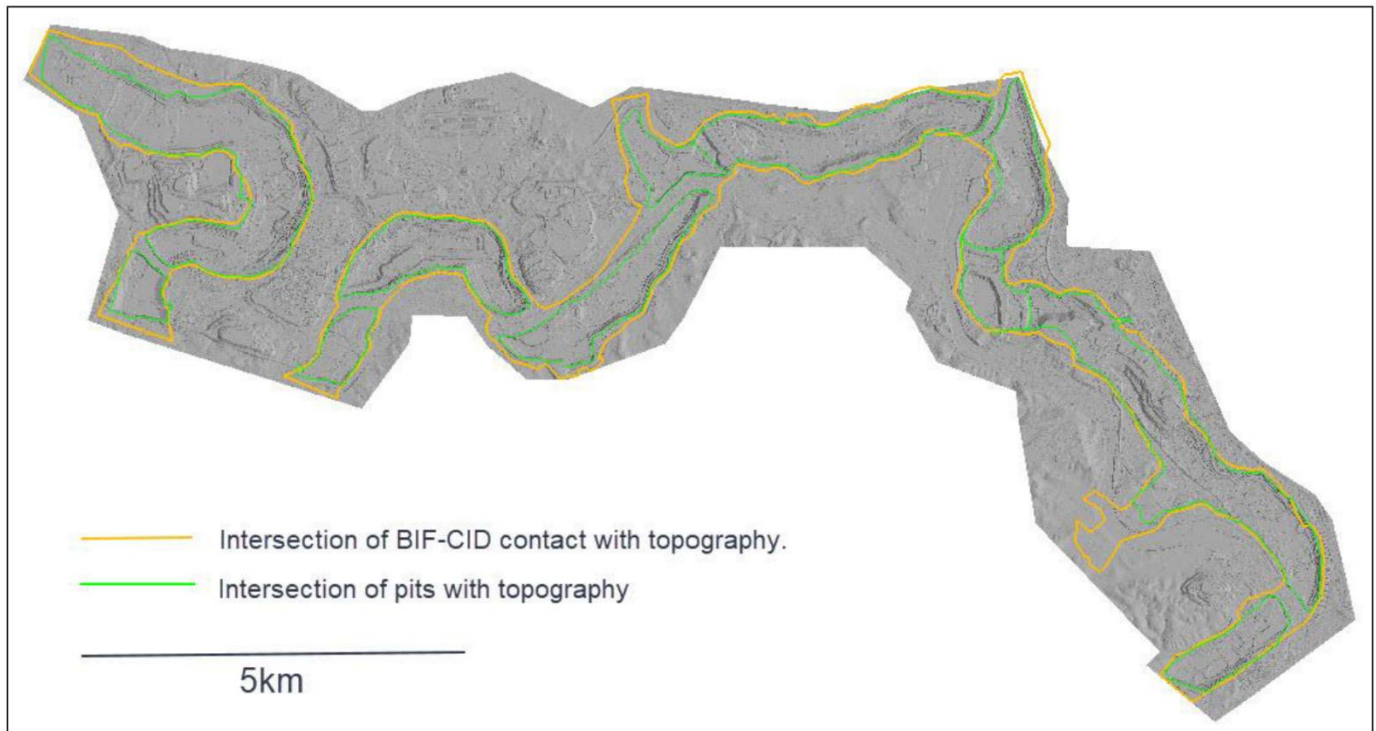 Intersection of BIF-CID contact with topography.
Intersection of pits with topography
5km